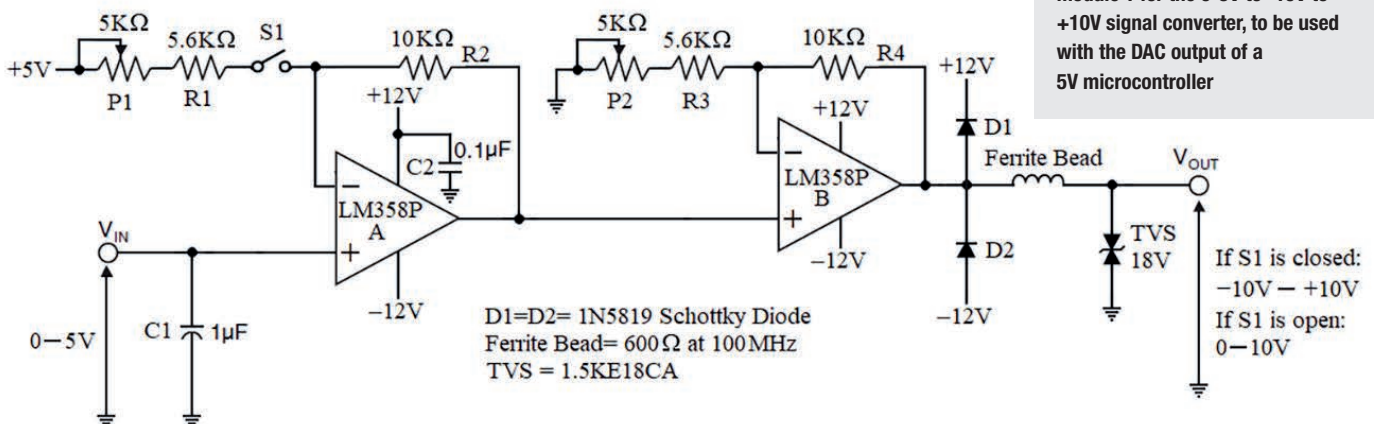 module 1 for the 0-5V to -10V to
+10V signal converter, to be used
with the DAC output of a
5V microcontroller
5KΩ
5.6KΩ
S1
10KΩ
R2
+5V
P1
R1
+12V
C2
0.1µF
LM358P
A
−12V
V_IN
0−5V
C1
1µF
5KΩ
5.6KΩ
10KΩ
R4
P2
R3
+12V
LM358P
B
−12V
+12V
D1
Ferrite Bead
V_OUT
D2
−12V
TVS
18V
If S1 is closed:
−10V − +10V
If S1 is open:
0−10V
D1=D2= 1N5819 Schottky Diode
Ferrite Bead= 600Ω at 100MHz
TVS = 1.5KE18CA